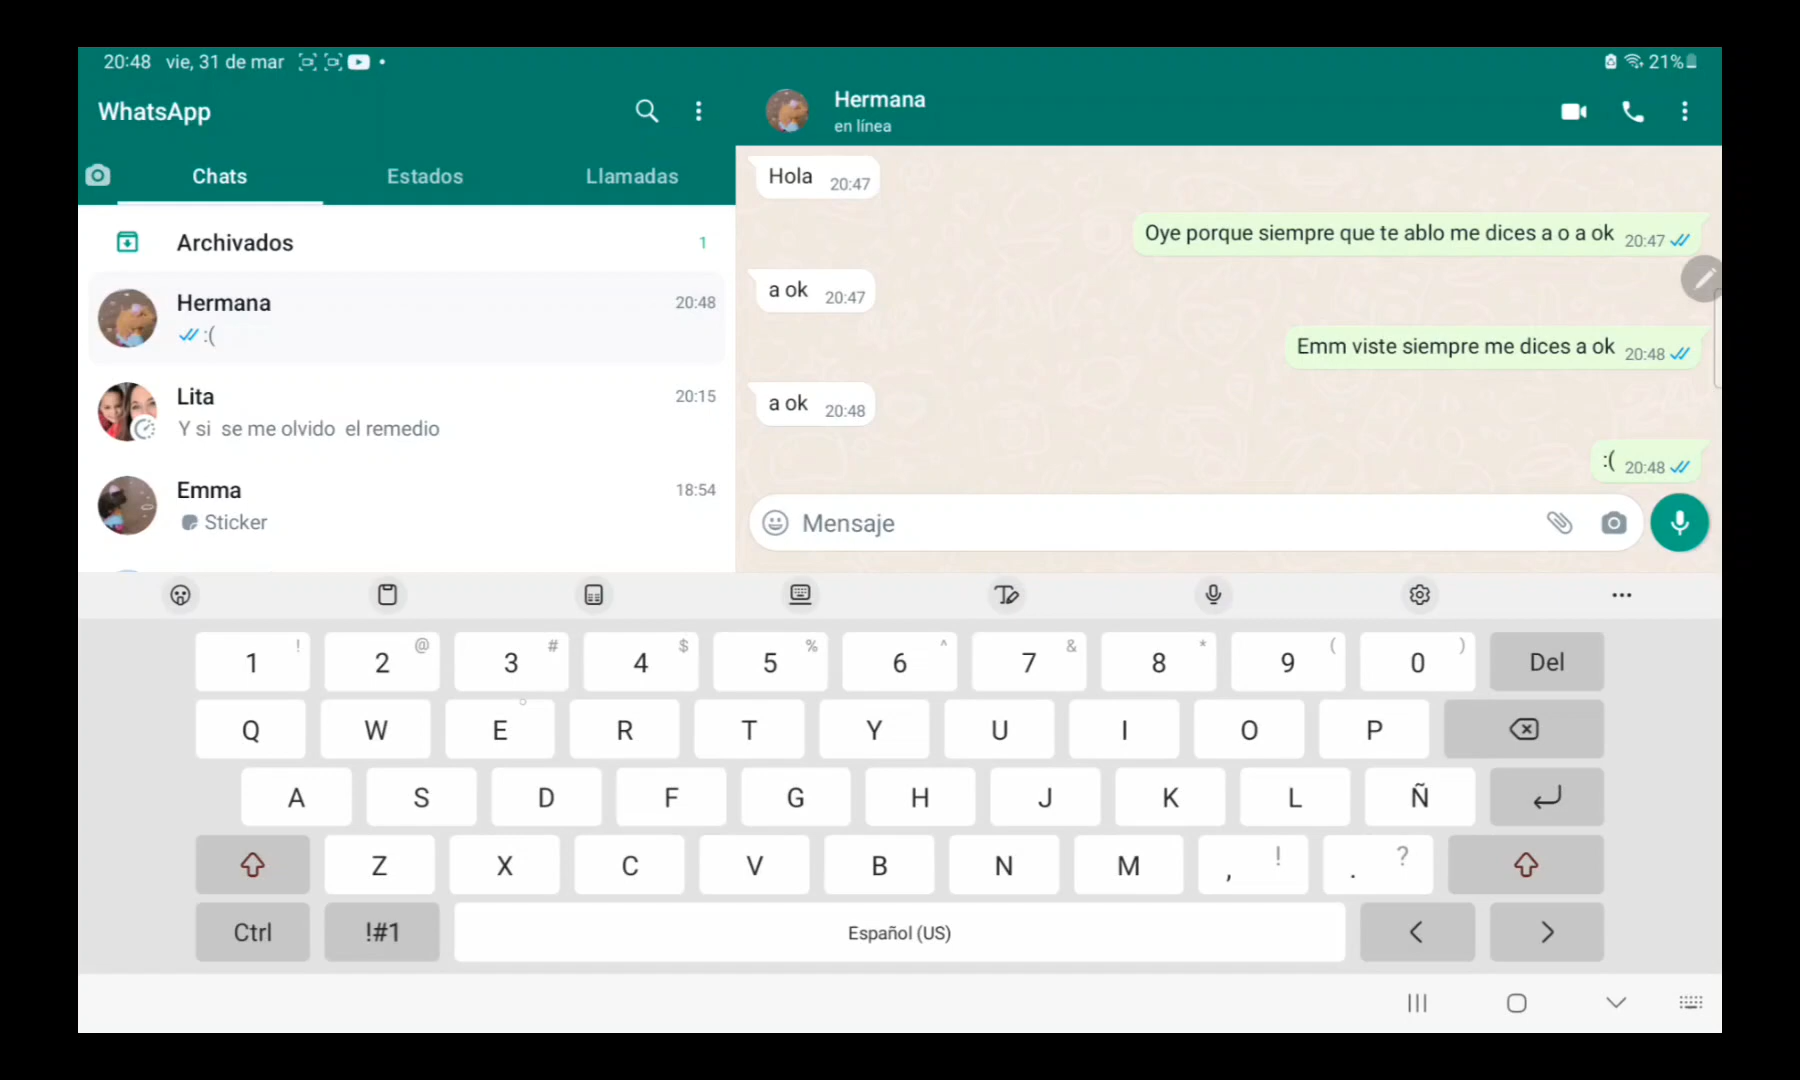 20:48 vie, 31 de mar
21%
WhatsApp
Chats
Estados
Llamadas
Archivados
1
Hermana
20:48
:(
Lita
20:15
Y si se me olvido el remedio
Emma
18:54
Sticker
Hermana
en línea
Hola 20:47
Oye porque siempre que te ablo me dices a o a ok 20:47
a ok 20:47
Emm viste siempre me dices a ok 20:48
a ok 20:48
:( 20:48
Mensaje
1 ! 2 @ 3 # 4 $ 5 % 6 ^ 7 & 8 * 9 ( 0 ) Del
Q W E R T Y U I O P
A S D F G H J K L Ñ
Z X C V B N M , ! . ?
Ctrl !#1 Español (US) < >